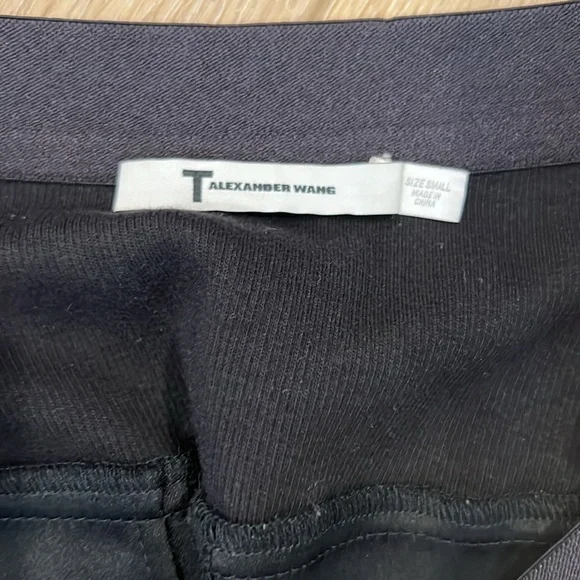 T ALEXANDER WANG
SIZE SMALL
MADE IN
CHINA